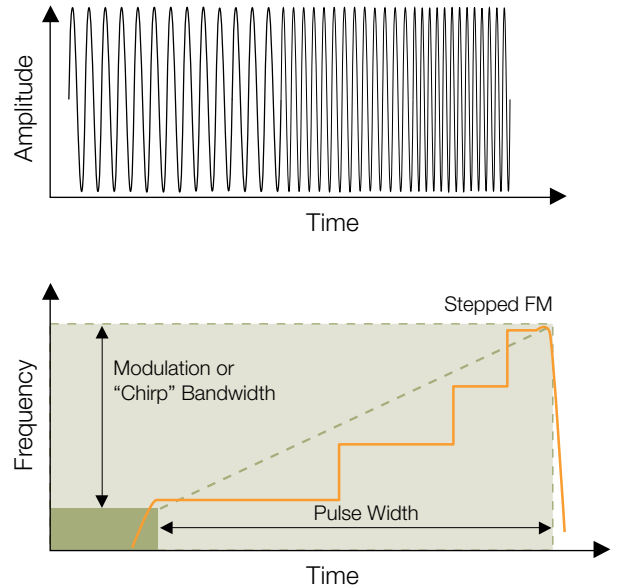 Amplitude
Time
Stepped FM
Modulation or
“Chirp” Bandwidth
Frequency
Pulse Width
Time